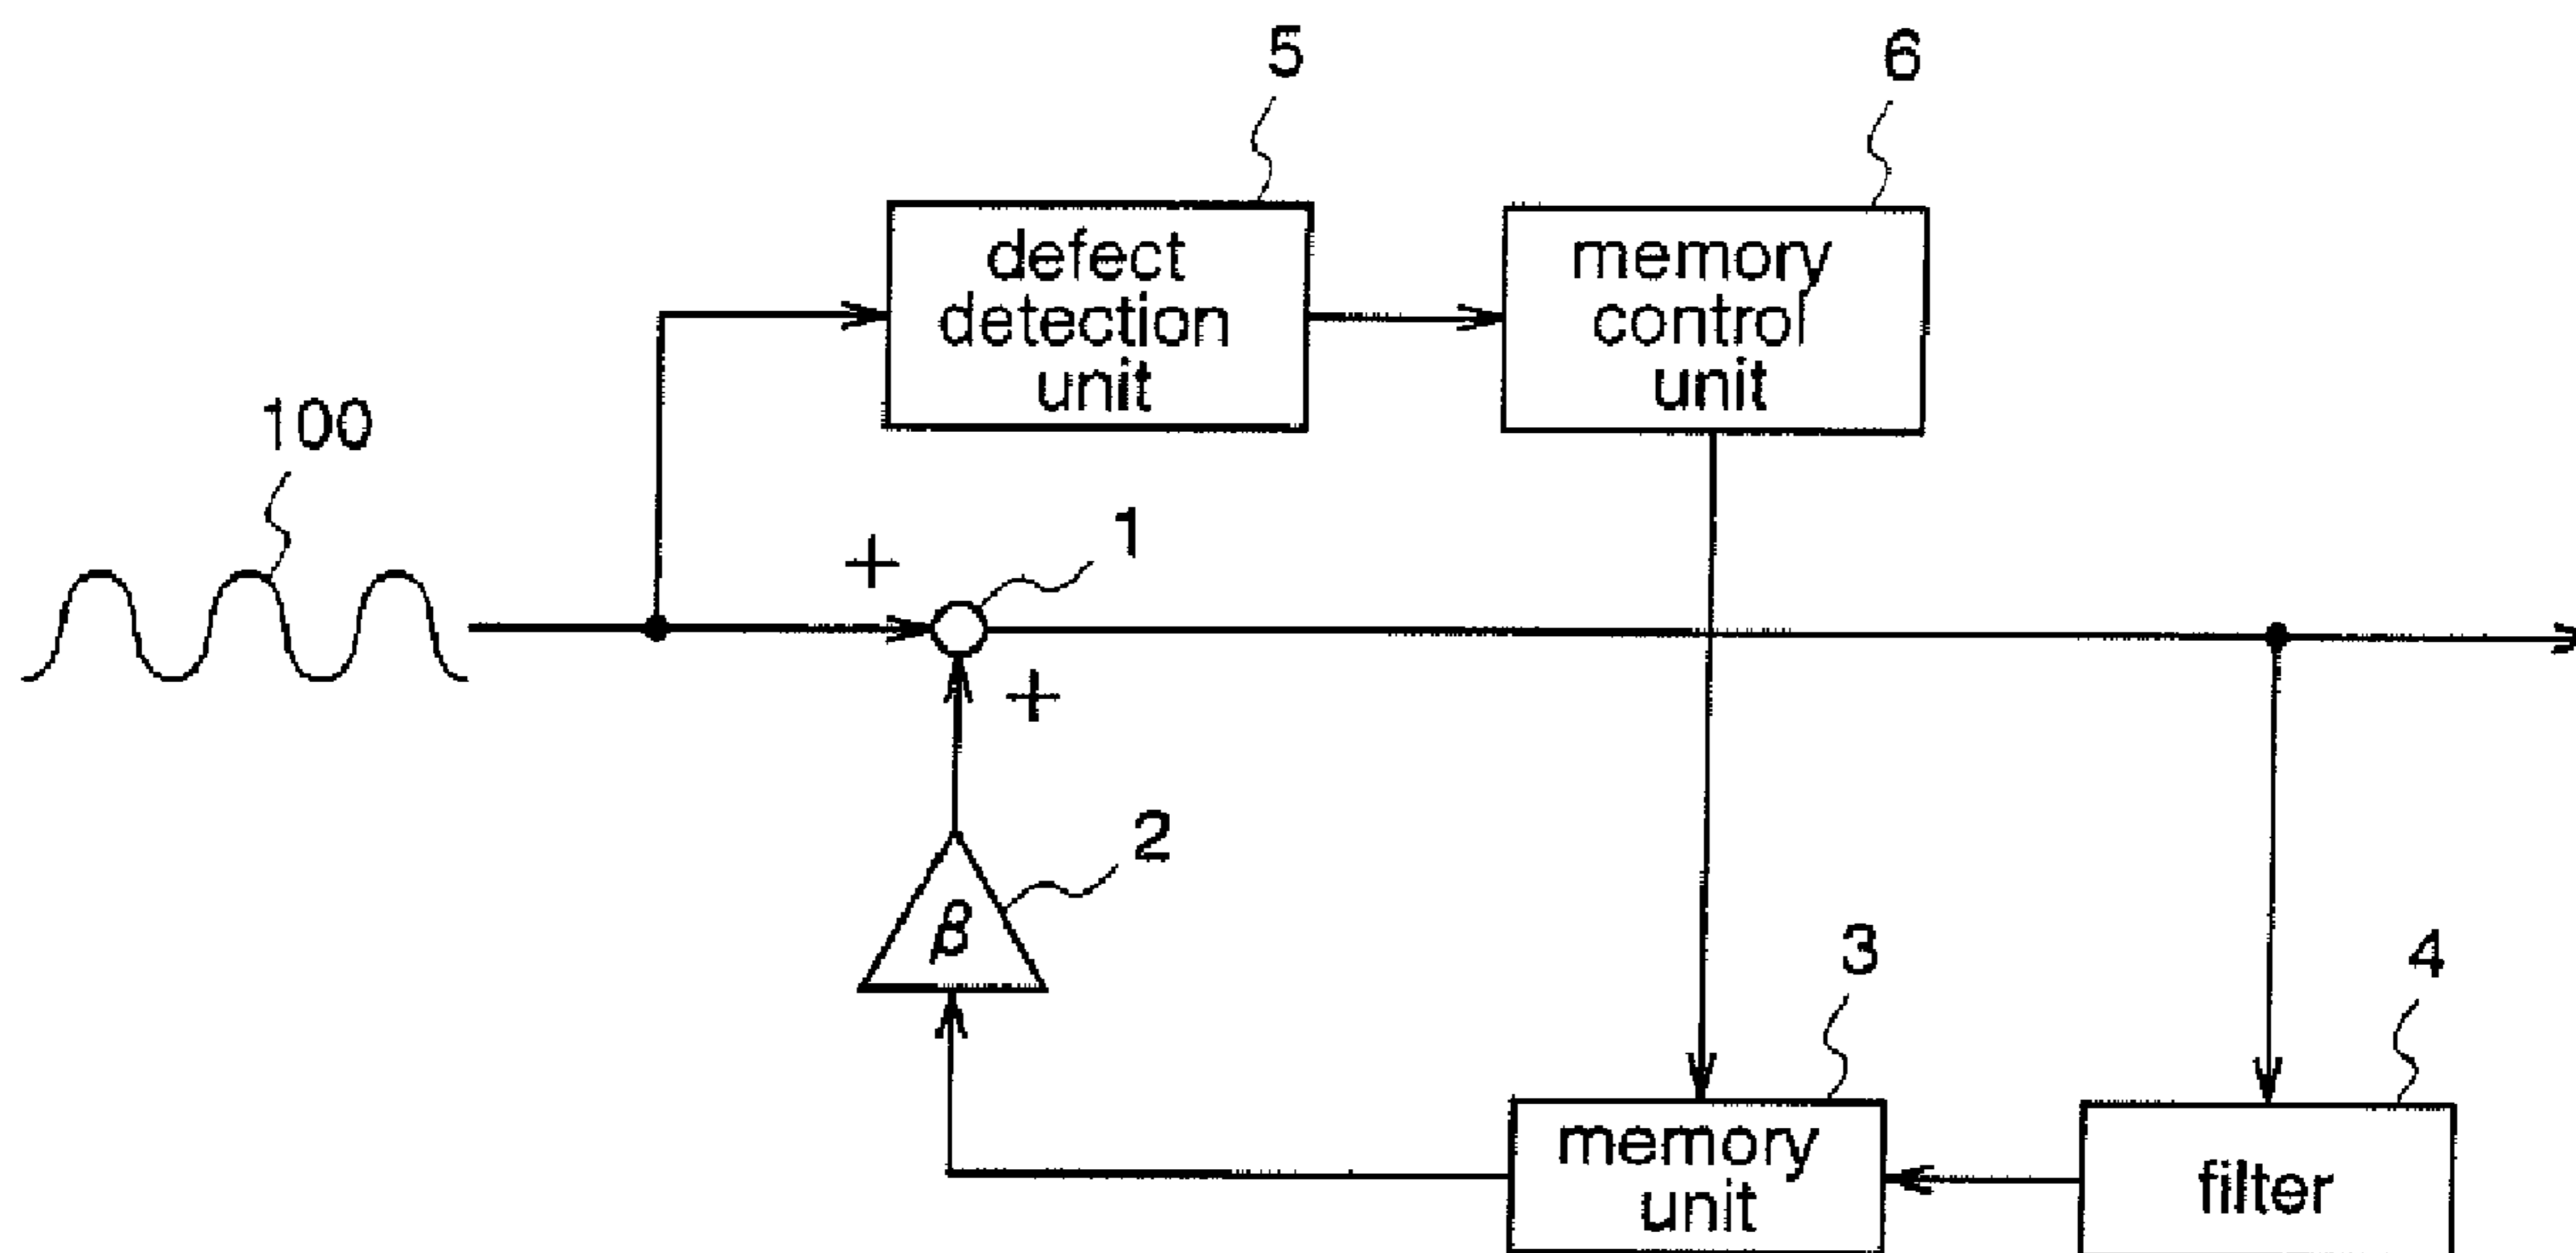 5
6
defect
detection
unit
memory
control
unit
100
+
1
+
2
β
3
4
memory
unit
filter